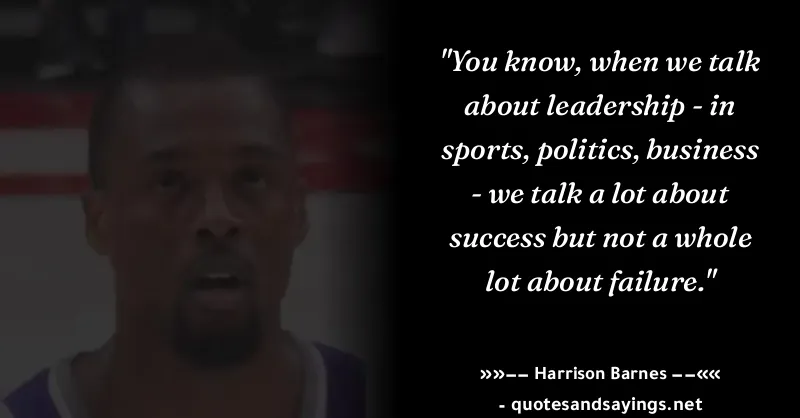 "You know, when we talk
about leadership - in
sports, politics, business
- we talk a lot about
success but not a whole
lot about failure."
»»–– Harrison Barnes ––««
- quotesandsayings.net